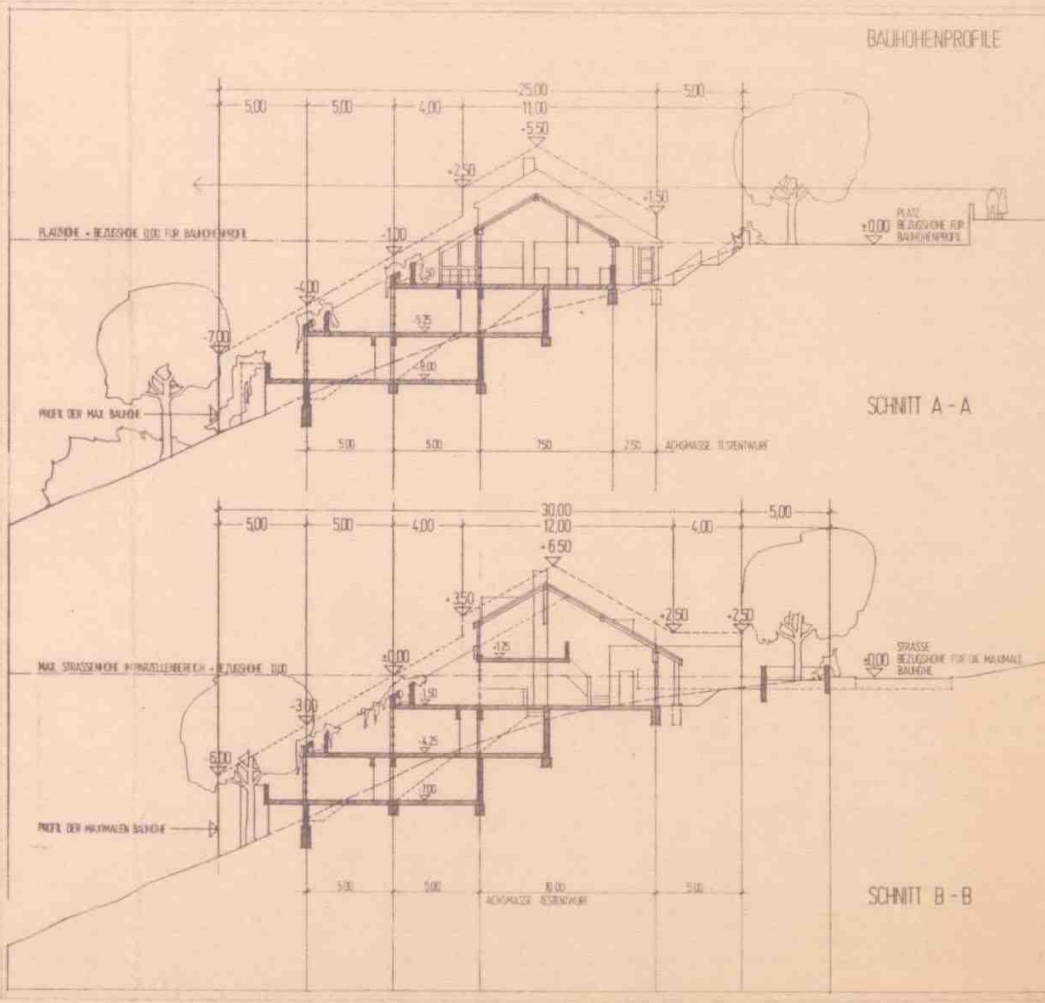 BAUHÖHENPROFILE
25,00 5,00
5,00 5,00 4,00 11,00
+5,50
+2,50
+1,50
PLATZ
±0,00 BEZUGSHÖHE FÜR
BAUHÖHENPROFIL
PLATZHÖHE = BEZUGSHÖHE 0,00 FÜR BAUHÖHENPROFIL
-1,00
-4,00
-5,25
-7,00
-9,00
PROFIL DER MAX. BAUHÖHE
SCHNITT A - A
5,00 5,00 7,50 2,50 ACHSMASSE TESTENTWURF
30,00 5,00
5,00 5,00 4,00 12,00 4,00
+6,50
+3,50
+2,50 +2,50
+1,25
STRASSE
±0,00 BEZUGSHÖHE FÜR DIE MAXIMALE
BAUHÖHE
MAX. STRASSENHÖHE IM PARZELLENBEREICH = BEZUGSHÖHE 0,00
±0,00
-1,50
-3,00
-4,25
-6,00
-7,00
PROFIL DER MAXIMALEN BAUHÖHE
5,00 5,00 10,00 5,00
ACHSMASSE TESTENTWURF
SCHNITT B - B